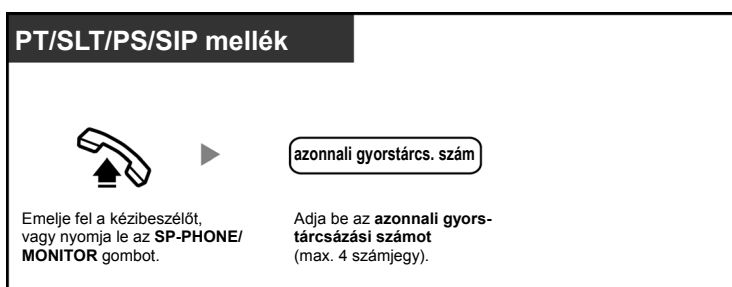 PT/SLT/PS/SIP mellék
azonnali gyorstárcs. szám
Emelje fel a kézibeszélőt,
vagy nyomja le az SP-PHONE/
MONITOR gombot.
Adja be az azonnali gyors-
tárcsázási számot
(max. 4 számjegy).